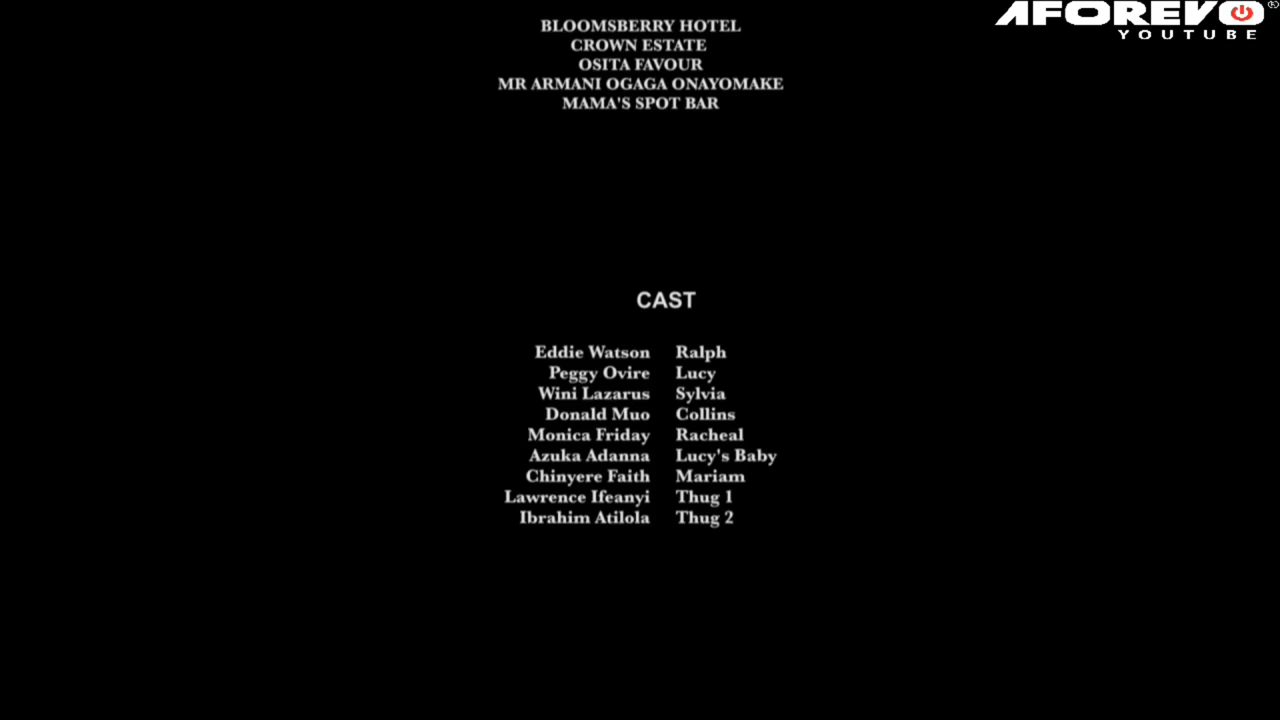 AFOREVO
YOUTUBE
BLOOMSBERRY HOTEL
CROWN ESTATE
OSITA FAVOUR
MR ARMANI OGAGA ONAYOMAKE
MAMA'S SPOT BAR
CAST
Eddie Watson Ralph
Peggy Ovire Lucy
Wini Lazarus Sylvia
Donald Muo Collins
Monica Friday Racheal
Azuka Adanna Lucy's Baby
Chinyere Faith Mariam
Lawrence Ifeanyi Thug 1
Ibrahim Atilola Thug 2